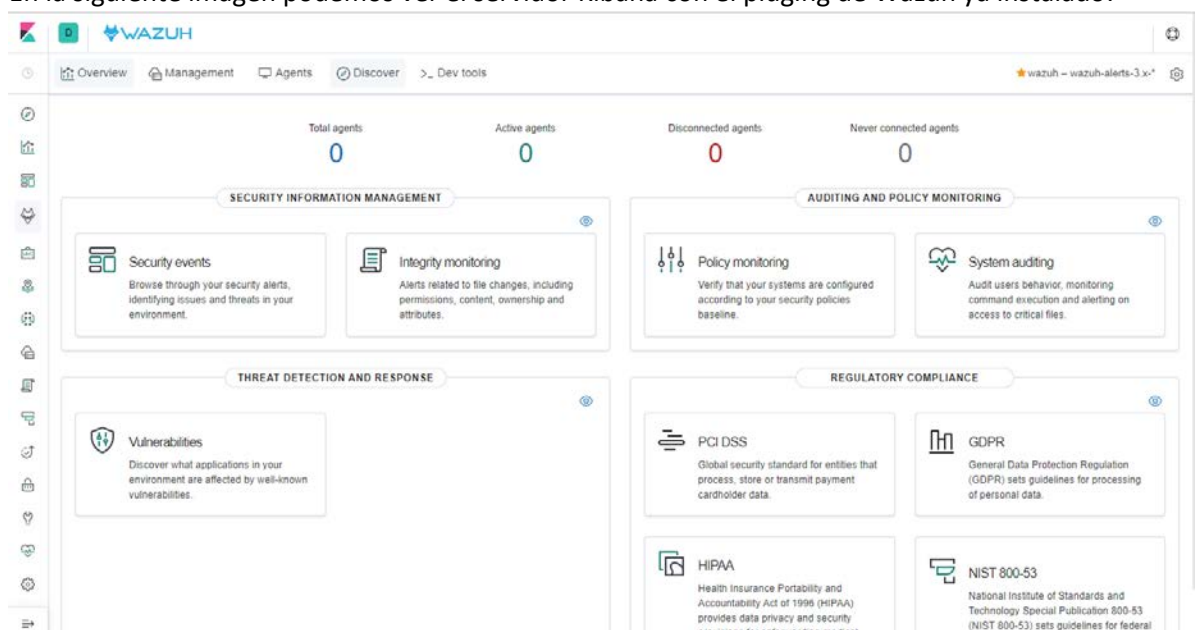 En la siguiente imagen podemos ver el servidor Kibana con el pluging de Wazuh ya instalado.
D WAZUH
Overview Management Agents Discover >_ Dev tools wazuh – wazuh-alerts-3.x-*
Total agents Active agents Disconnected agents Never connected agents
0 0 0 0
SECURITY INFORMATION MANAGEMENT
Security events
Browse through your security alerts,
identifying issues and threats in your
environment.
Integrity monitoring
Alerts related to file changes, including
permissions, content, ownership and
attributes.
AUDITING AND POLICY MONITORING
Policy monitoring
Verify that your systems are configured
according to your security policies
baseline.
System auditing
Audit users behavior, monitoring
command execution and alerting on
access to critical files.
THREAT DETECTION AND RESPONSE
Vulnerabilities
Discover what applications in your
environment are affected by well-known
vulnerabilities.
REGULATORY COMPLIANCE
PCI DSS
Global security standard for entities that
process, store or transmit payment
cardholder data.
GDPR
General Data Protection Regulation
(GDPR) sets guidelines for processing
of personal data.
HIPAA
Health Insurance Portability and
Accountability Act of 1996 (HIPAA)
provides data privacy and security
NIST 800-53
National Institute of Standards and
Technology Special Publication 800-53
(NIST 800-53) sets guidelines for federal